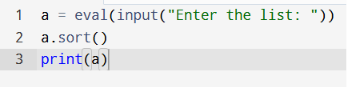 1 a = eval(input("Enter the list: "))
2 a.sort()
3 print(a)